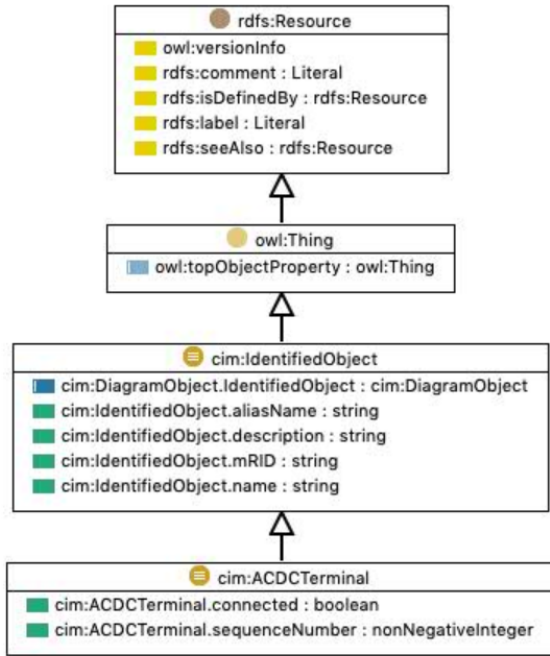 rdfs:Resource
owl:versionInfo
rdfs:comment : Literal
rdfs:isDefinedBy : rdfs:Resource
rdfs:label : Literal
rdfs:seeAlso : rdfs:Resource
owl:Thing
owl:topObjectProperty : owl:Thing
cim:IdentifiedObject
cim:DiagramObject.IdentifiedObject : cim:DiagramObject
cim:IdentifiedObject.aliasName : string
cim:IdentifiedObject.description : string
cim:IdentifiedObject.mRID : string
cim:IdentifiedObject.name : string
cim:ACDCTerminal
cim:ACDCTerminal.connected : boolean
cim:ACDCTerminal.sequenceNumber : nonNegativeInteger